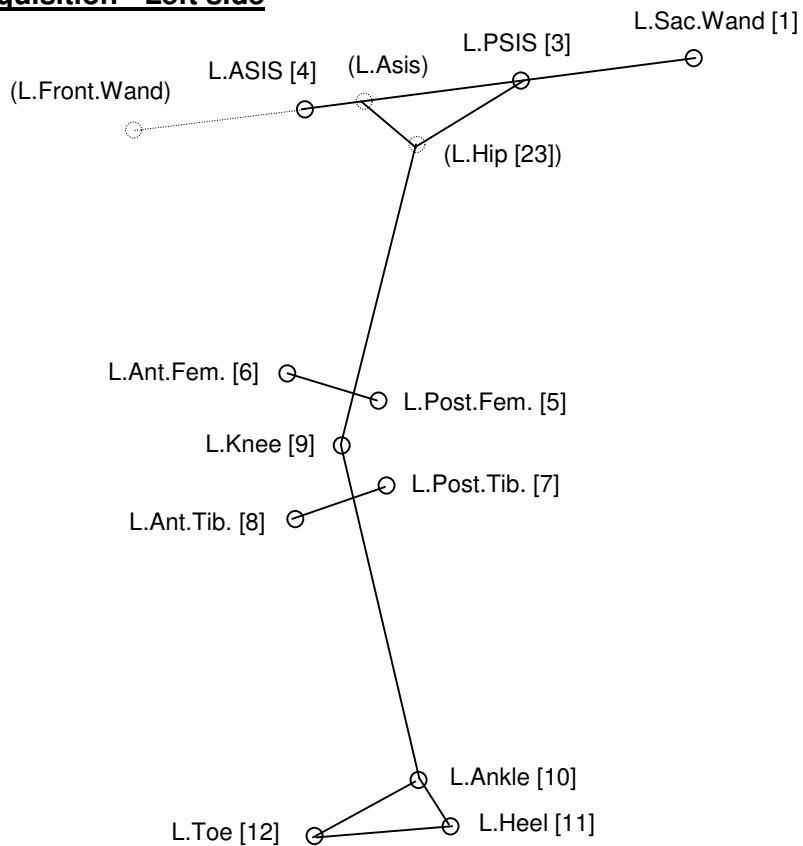 L.Sac.Wand [1]
L.PSIS [3]
(L.Asis)
L.ASIS [4]
(L.Front.Wand)
(L.Hip [23])
L.Ant.Fem. [6]
L.Post.Fem. [5]
L.Knee [9]
L.Post.Tib. [7]
L.Ant.Tib. [8]
L.Ankle [10]
L.Heel [11]
L.Toe [12]